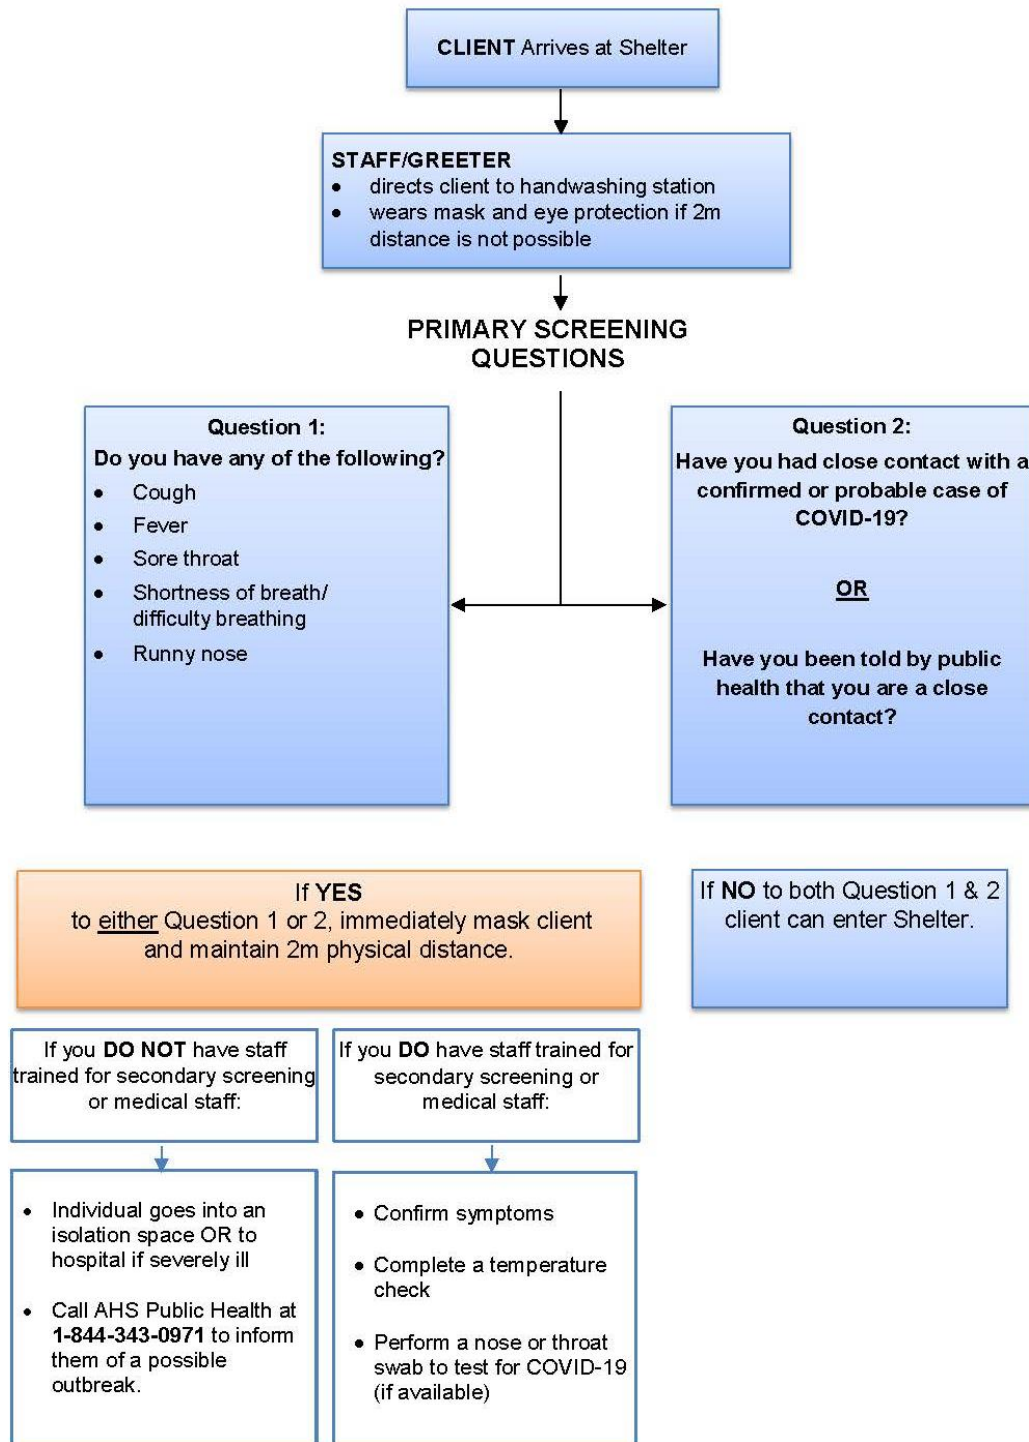 CLIENT Arrives at Shelter
STAFF/GREETER
• directs client to handwashing station
• wears mask and eye protection if 2m
distance is not possible
PRIMARY SCREENING
QUESTIONS
Question 1:
Do you have any of the following?
• Cough
• Fever
• Sore throat
• Shortness of breath/
difficulty breathing
• Runny nose
Question 2:
Have you had close contact with a
confirmed or probable case of
COVID-19?
OR
Have you been told by public
health that you are a close
contact?
If YES
to either Question 1 or 2, immediately mask client
and maintain 2m physical distance.
If NO to both Question 1 & 2
client can enter Shelter.
If you DO NOT have staff
trained for secondary screening
or medical staff:
• Individual goes into an
isolation space OR to
hospital if severely ill
• Call AHS Public Health at
1-844-343-0971 to inform
them of a possible
outbreak.
If you DO have staff trained for
secondary screening or
medical staff:
• Confirm symptoms
• Complete a temperature
check
• Perform a nose or throat
swab to test for COVID-19
(if available)